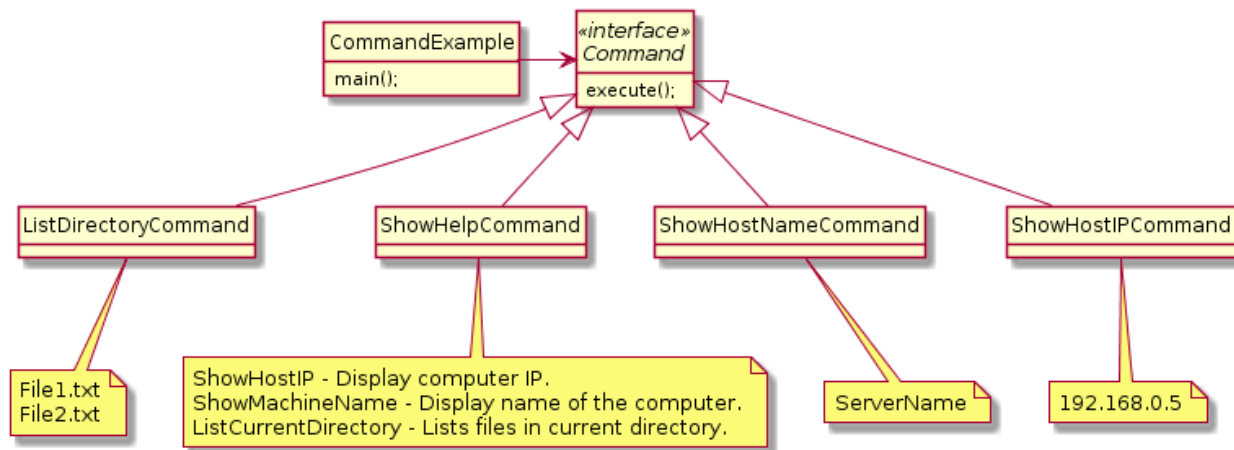 CommandExample
main();
«interface»
Command
execute();
ListDirectoryCommand
ShowHelpCommand
ShowHostNameCommand
ShowHostIPCommand
File1.txt
File2.txt
ShowHostIP - Display computer IP.
ShowMachineName - Display name of the computer.
ListCurrentDirectory - Lists files in current directory.
ServerName
192.168.0.5